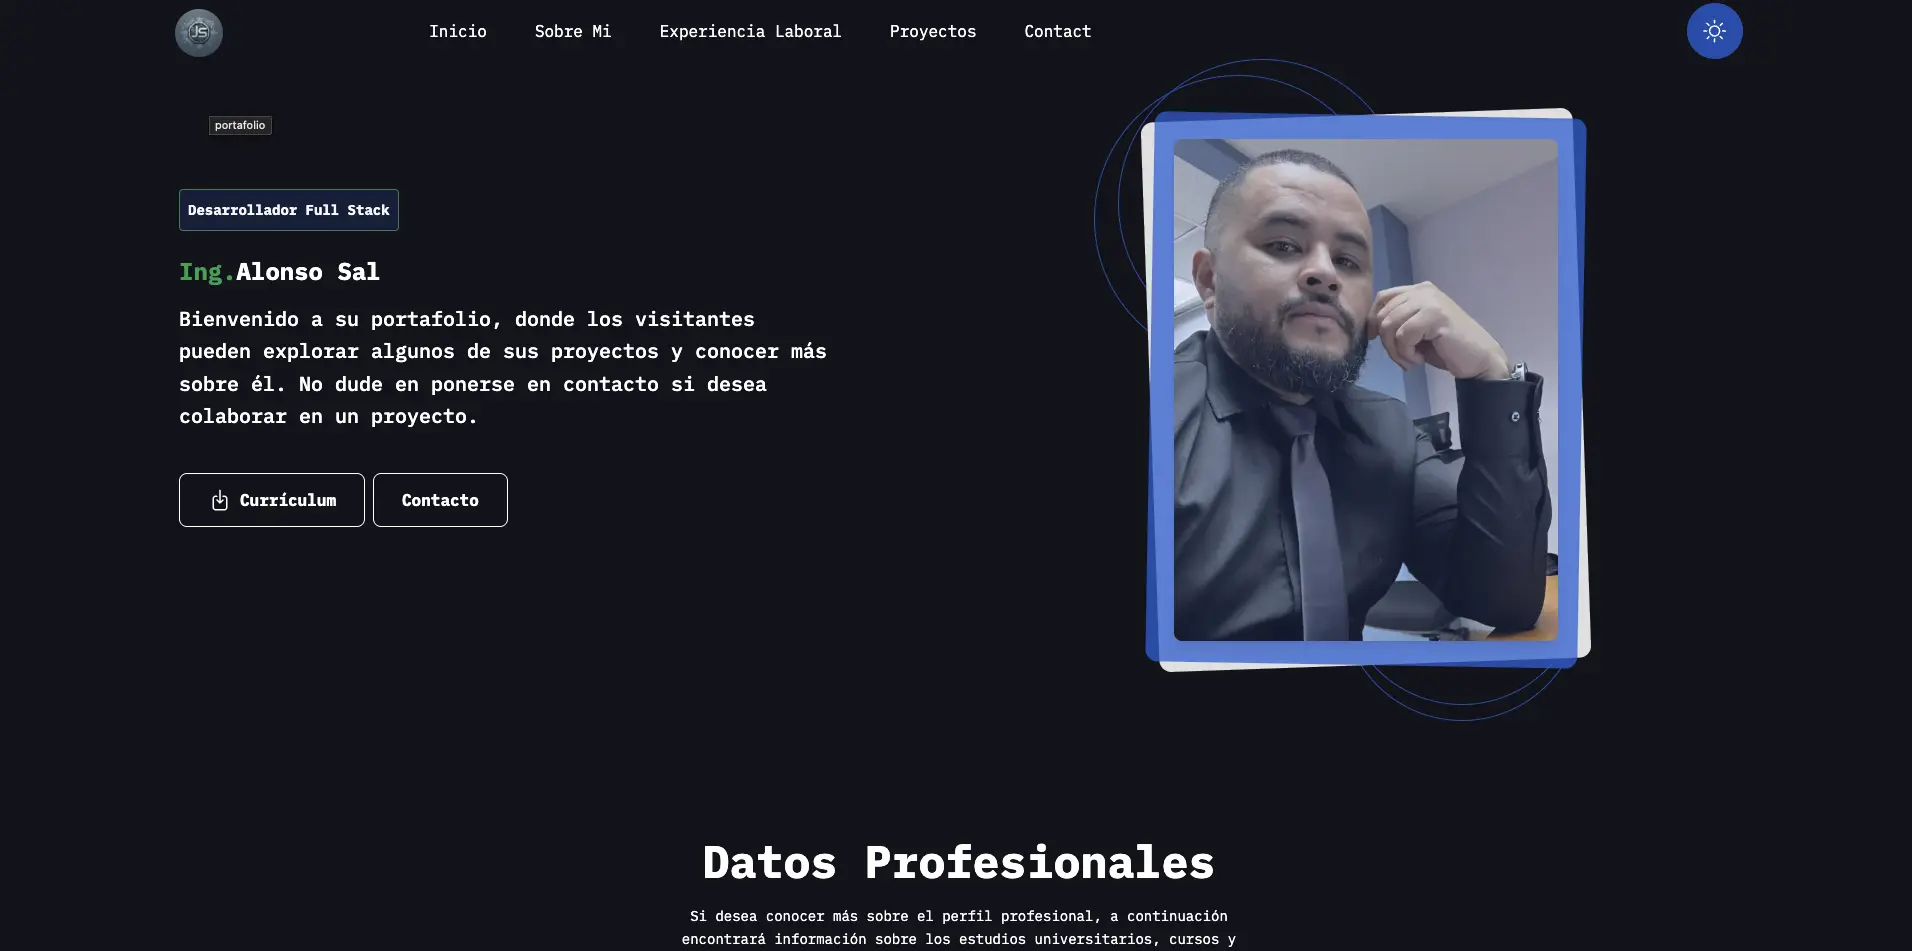 JS
Inicio Sobre Mi Experiencia Laboral Proyectos Contact
portafolio
Desarrollador Full Stack
Ing.Alonso Sal
Bienvenido a su portafolio, donde los visitantes
pueden explorar algunos de sus proyectos y conocer más
sobre él. No dude en ponerse en contacto si desea
colaborar en un proyecto.
Currículum Contacto
Datos Profesionales
Si desea conocer más sobre el perfil profesional, a continuación
encontrará información sobre los estudios universitarios, cursos y